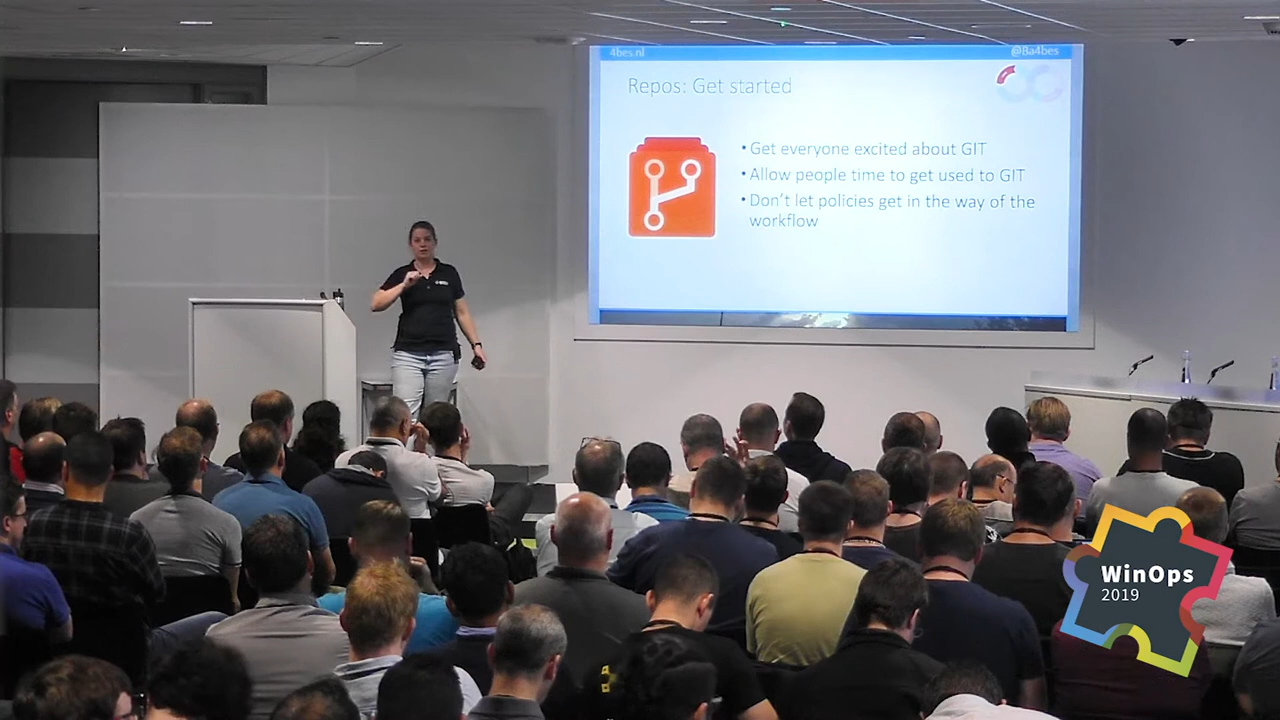 4bes.nl
@Ba4bes
Repos: Get started
• Get everyone excited about GIT
• Allow people time to get used to GIT
• Don't let policies get in the way of the
workflow
WinOps
2019